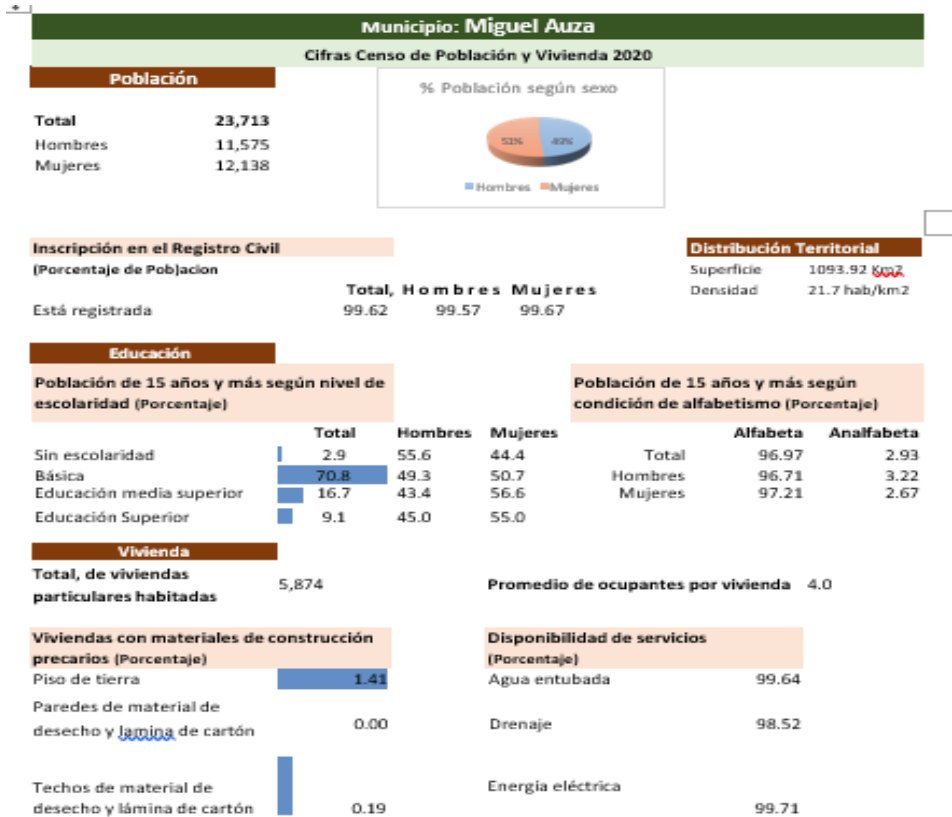 Municipio: Miguel Auza
Cifras Censo de Población y Vivienda 2020
Población
% Población según sexo
Total 23,713
Hombres 11,575
Mujeres 12,138
51% 49%
Hombres Mujeres
Inscripción en el Registro Civil
(Porcentaje de Pob)acion
Total, Hombres Mujeres
Está registrada 99.62 99.57 99.67
Distribución Territorial
Superficie 1093.92 Km2
Densidad 21.7 hab/km2
Educación
Población de 15 años y más según nivel de
escolaridad (Porcentaje)
Total Hombres Mujeres
Sin escolaridad 2.9 55.6 44.4
Básica 70.8 49.3 50.7
Educación media superior 16.7 43.4 56.6
Educación Superior 9.1 45.0 55.0
Población de 15 años y más según
condición de alfabetismo (Porcentaje)
Alfabeta Analfabeta
Total 96.97 2.93
Hombres 96.71 3.22
Mujeres 97.21 2.67
Vivienda
Total, de viviendas
particulares habitadas 5,874
Promedio de ocupantes por vivienda 4.0
Viviendas con materiales de construcción
precarios (Porcentaje)
Piso de tierra 1.41
Paredes de material de
desecho y lamina de cartón 0.00
Techos de material de
desecho y lámina de cartón 0.19
Disponibilidad de servicios
(Porcentaje)
Agua entubada 99.64
Drenaje 98.52
Energía eléctrica
99.71